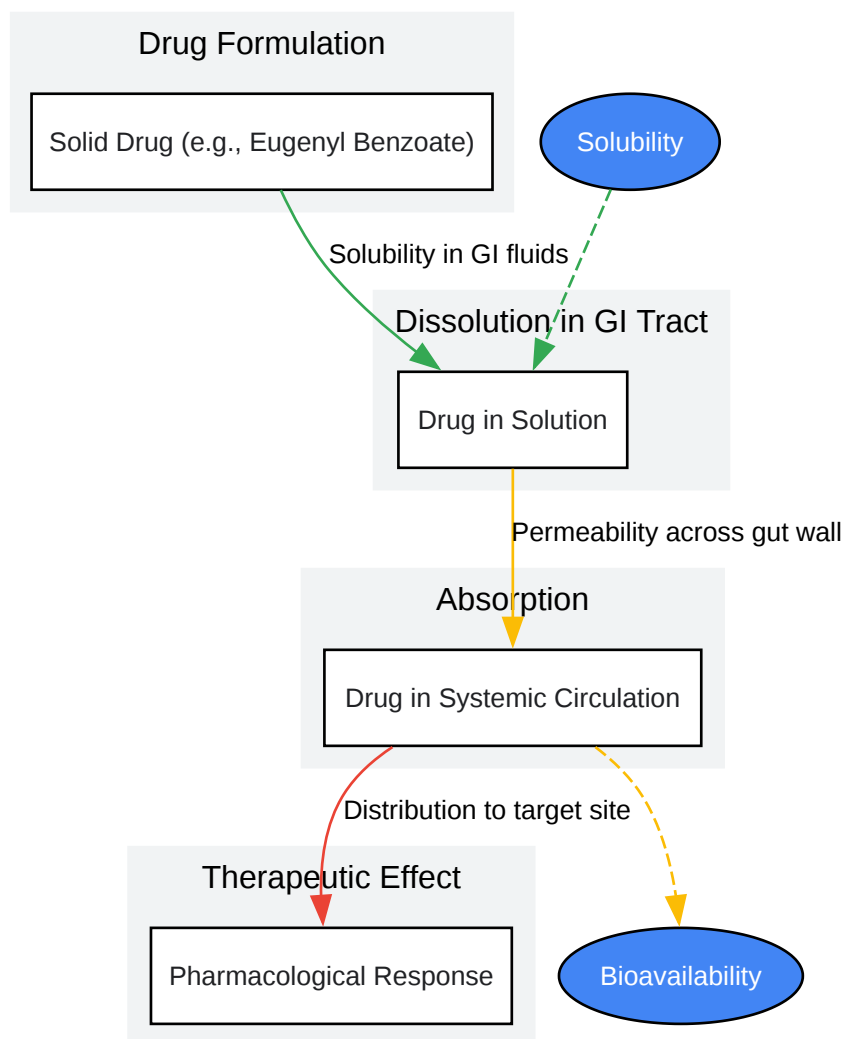 Drug Formulation
Solid Drug (e.g., Eugenyl Benzoate)
Solubility
Solubility in GI fluids
Dissolution in GI Tract
Drug in Solution
Permeability across gut wall
Absorption
Drug in Systemic Circulation
Distribution to target site
Therapeutic Effect
Pharmacological Response
Bioavailability